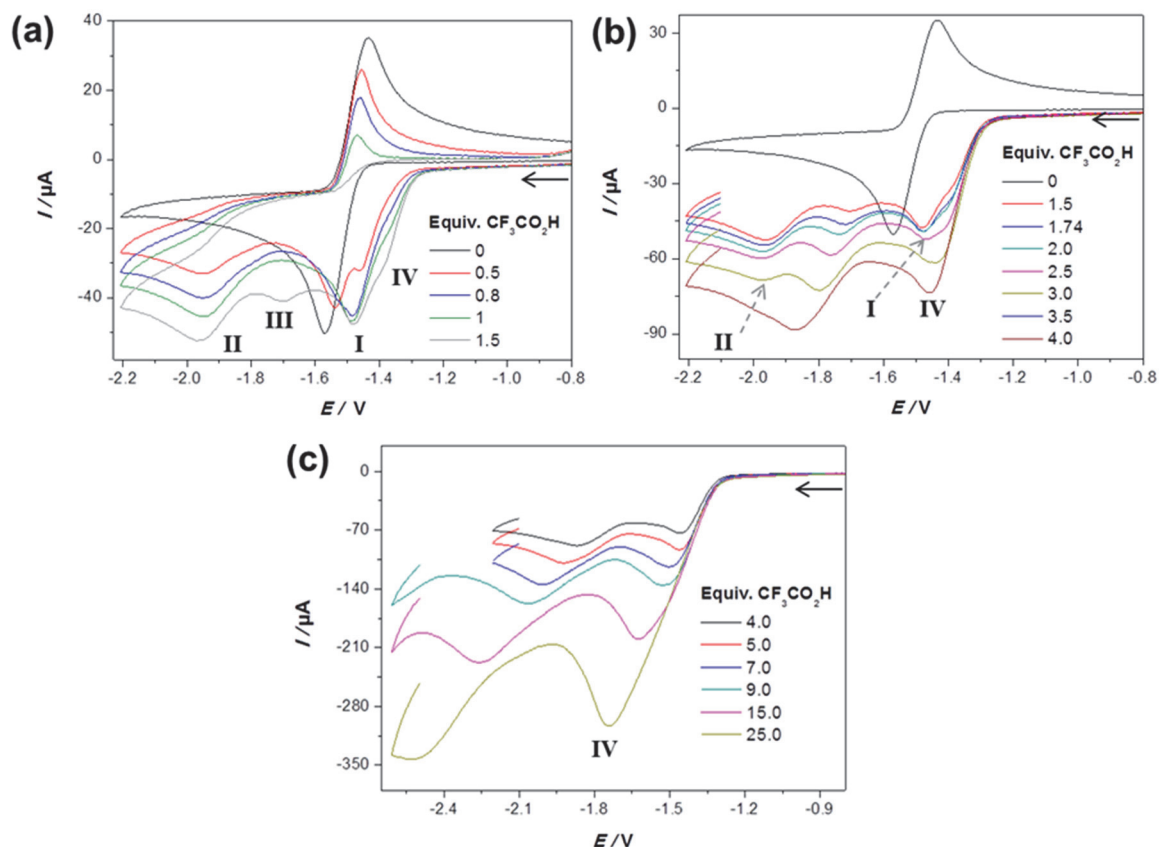 (a)
40
20
0
-20
-40
I /µA
Equiv. CF3CO2H
0
0.5
0.8
1
1.5
II
III
I
IV
-2.2
-2.0
-1.8
-1.6
-1.4
-1.2
-1.0
-0.8
E / V
(b)
30
0
-30
-60
-90
I /µA
Equiv. CF3CO2H
0
1.5
1.74
2.0
2.5
3.0
3.5
4.0
II
I
IV
-2.2
-2.0
-1.8
-1.6
-1.4
-1.2
-1.0
-0.8
E / V
(c)
0
-70
-140
-210
-280
-350
I /µA
Equiv. CF3CO2H
4.0
5.0
7.0
9.0
15.0
25.0
IV
-2.4
-2.1
-1.8
-1.5
-1.2
-0.9
E / V